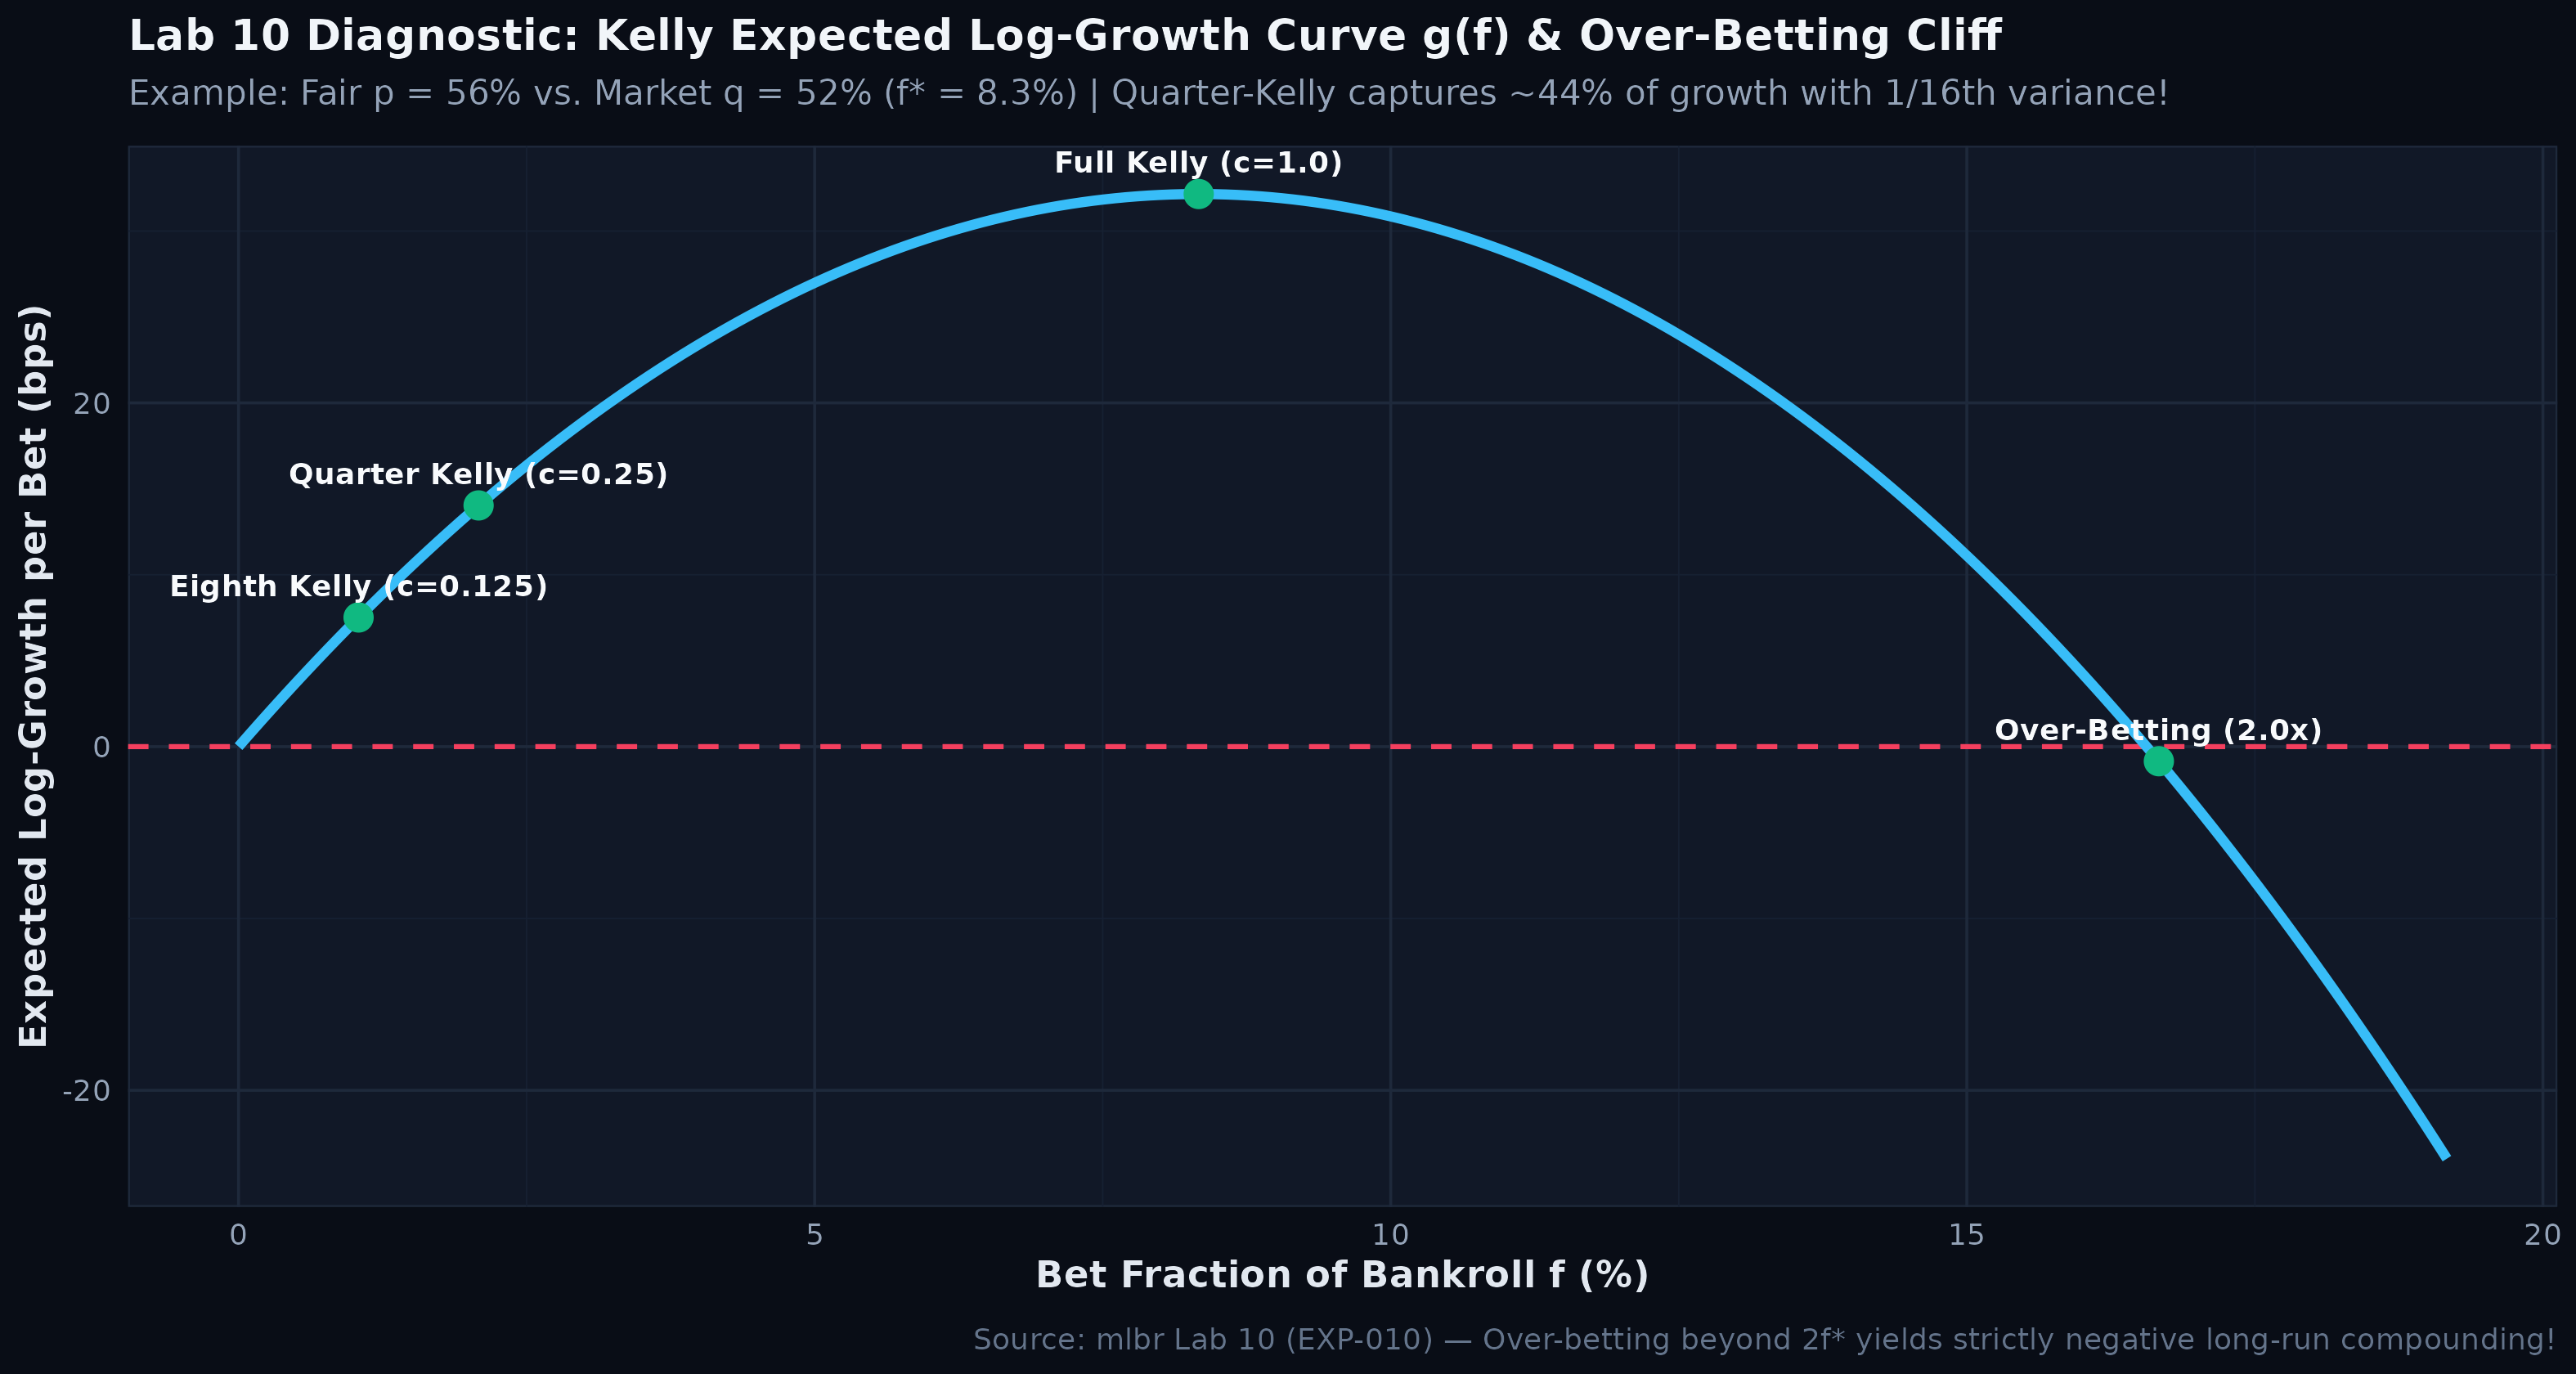 Lab 10 Diagnostic: Kelly Expected Log-Growth Curve g(f) & Over-Betting Cliff
Example: Fair p = 56% vs. Market q = 52% (f* = 8.3%) | Quarter-Kelly captures ~44% of growth with 1/16th variance!
Full Kelly (c=1.0)
Quarter Kelly (c=0.25)
Eighth Kelly (c=0.125)
Over-Betting (2.0x)
Expected Log-Growth per Bet (bps)
20
0
-20
0
5
10
15
20
Bet Fraction of Bankroll f (%)
Source: mlbr Lab 10 (EXP-010) — Over-betting beyond 2f* yields strictly negative long-run compounding!